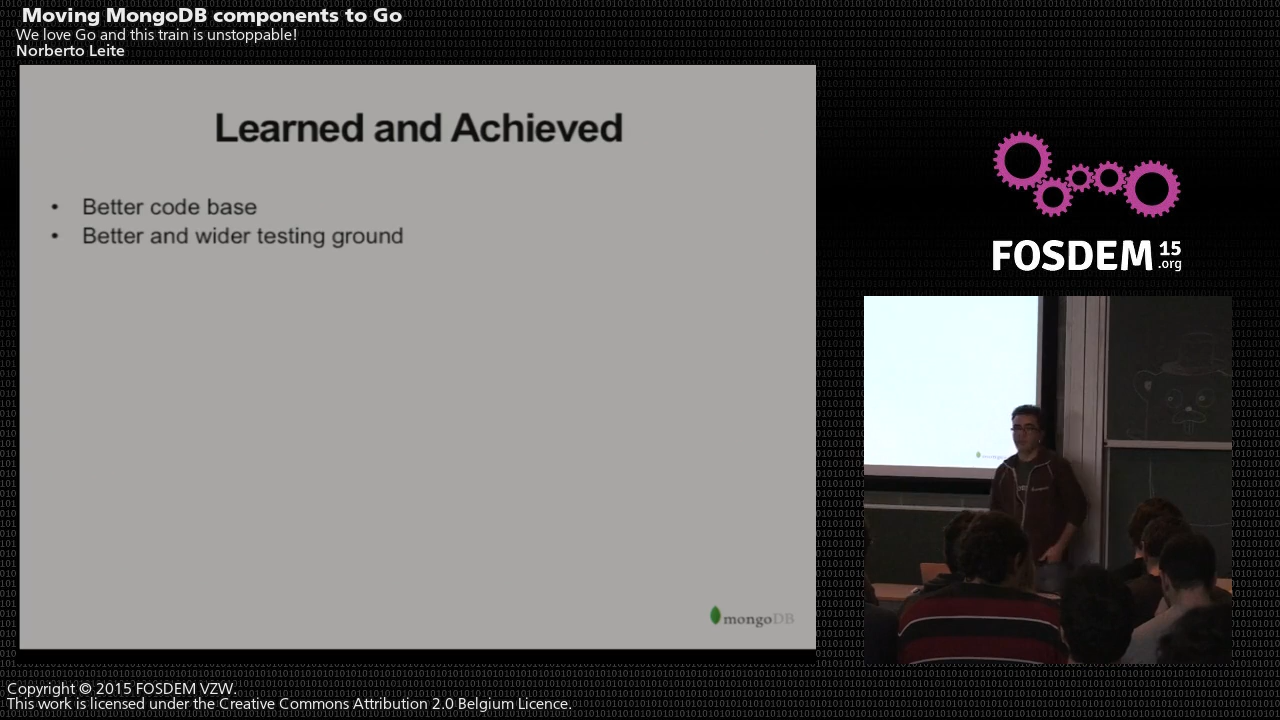 Moving MongoDB components to Go
We love Go and this train is unstoppable!
Norberto Leite
Learned and Achieved
• Better code base
• Better and wider testing ground
mongoDB
FOSDEM 15
.org
Copyright © 2015 FOSDEM VZW.
This work is licensed under the Creative Commons Attribution 2.0 Belgium Licence.